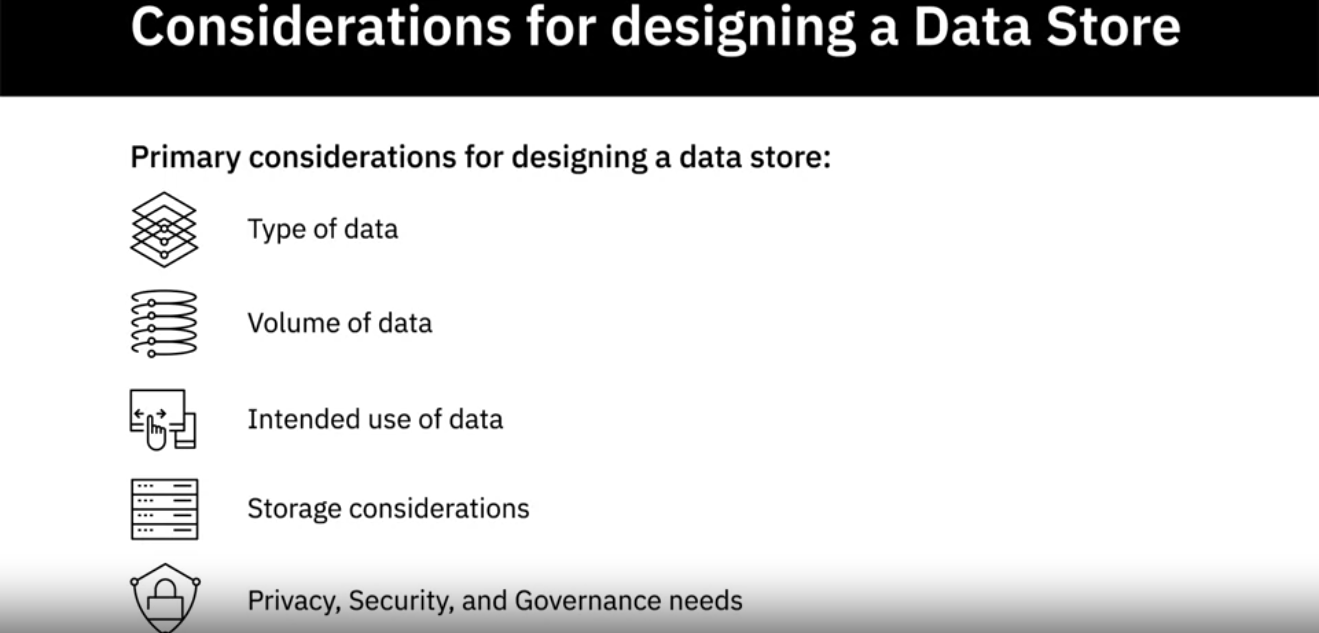 Considerations for designing a Data Store
Primary considerations for designing a data store:
Type of data
Volume of data
Intended use of data
Storage considerations
Privacy, Security, and Governance needs